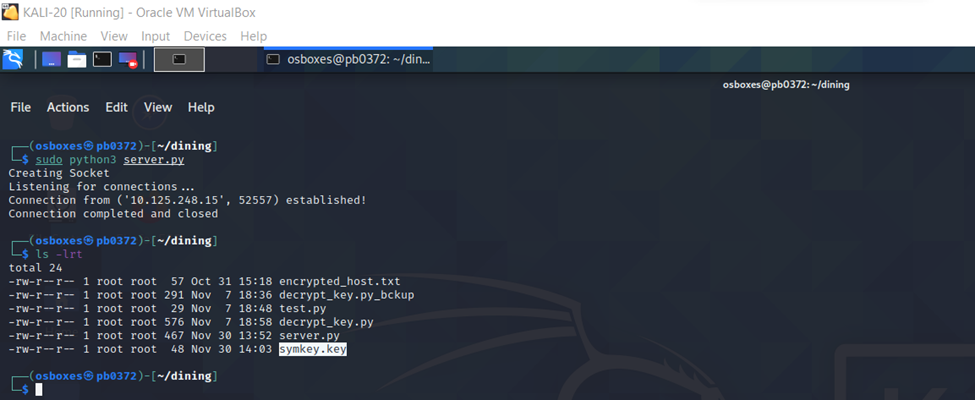 KALI-20 [Running] - Oracle VM VirtualBox
File Machine View Input Devices Help
osboxes@pb0372: ~/din...
osboxes@pb0372: ~/dining
File Actions Edit View Help
┌──(osboxes㉿pb0372)-[~/dining]
└─$ sudo python3 server.py
Creating Socket
Listening for connections...
Connection from ('10.125.248.15', 52557) established!
Connection completed and closed
┌──(osboxes㉿pb0372)-[~/dining]
└─$ ls -lrt
total 24
-rw-r--r-- 1 root root  57 Oct 31 15:18 encrypted_host.txt
-rw-r--r-- 1 root root 291 Nov  7 18:36 decrypt_key.py_bckup
-rw-r--r-- 1 root root  29 Nov  7 18:48 test.py
-rw-r--r-- 1 root root 576 Nov  7 18:58 decrypt_key.py
-rw-r--r-- 1 root root 467 Nov 30 13:52 server.py
-rw-r--r-- 1 root root  48 Nov 30 14:03 symkey.key
┌──(osboxes㉿pb0372)-[~/dining]
└─$